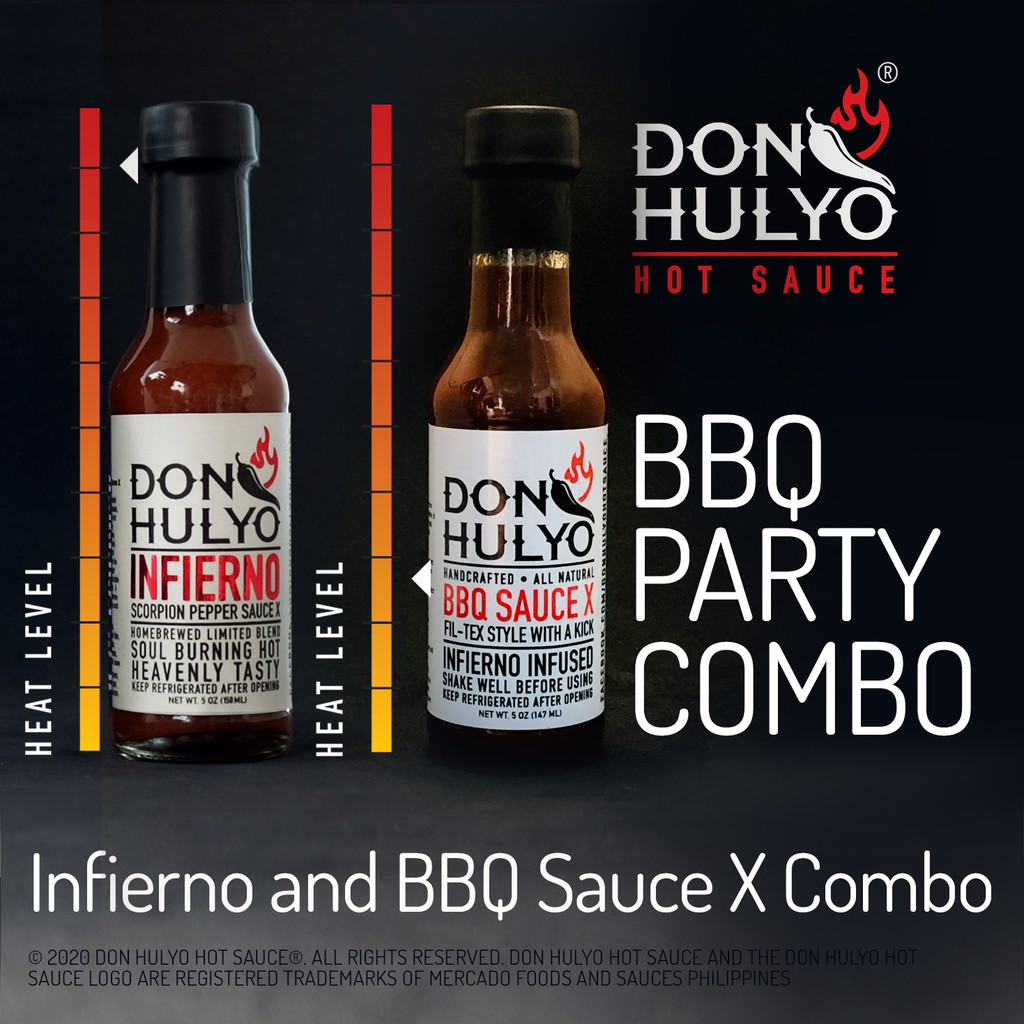 ®
DON
HULYO
HOT SAUCE
HEAT LEVEL
DON
HULYO
INFIERNO
SCORPION PEPPER SAUCE X
HOMEBREWED LIMITED BLEND
SOUL BURNING HOT
HEAVENLY TASTY
KEEP REFRIGERATED AFTER OPENING
NET WT. 5 OZ (150ML)
HEAT LEVEL
DON
HULYO
HANDCRAFTED • ALL NATURAL
BBQ SAUCE X
FIL-TEX STYLE WITH A KICK
INFIERNO INFUSED
SHAKE WELL BEFORE USING
KEEP REFRIGERATED AFTER OPENING
NET WT. 5 OZ (147 ML)
BBQ
PARTY
COMBO
Infierno and BBQ Sauce X Combo
© 2020 DON HULYO HOT SAUCE®. ALL RIGHTS RESERVED. DON HULYO HOT SAUCE AND THE DON HULYO HOT
SAUCE LOGO ARE REGISTERED TRADEMARKS OF MERCADO FOODS AND SAUCES PHILIPPINES